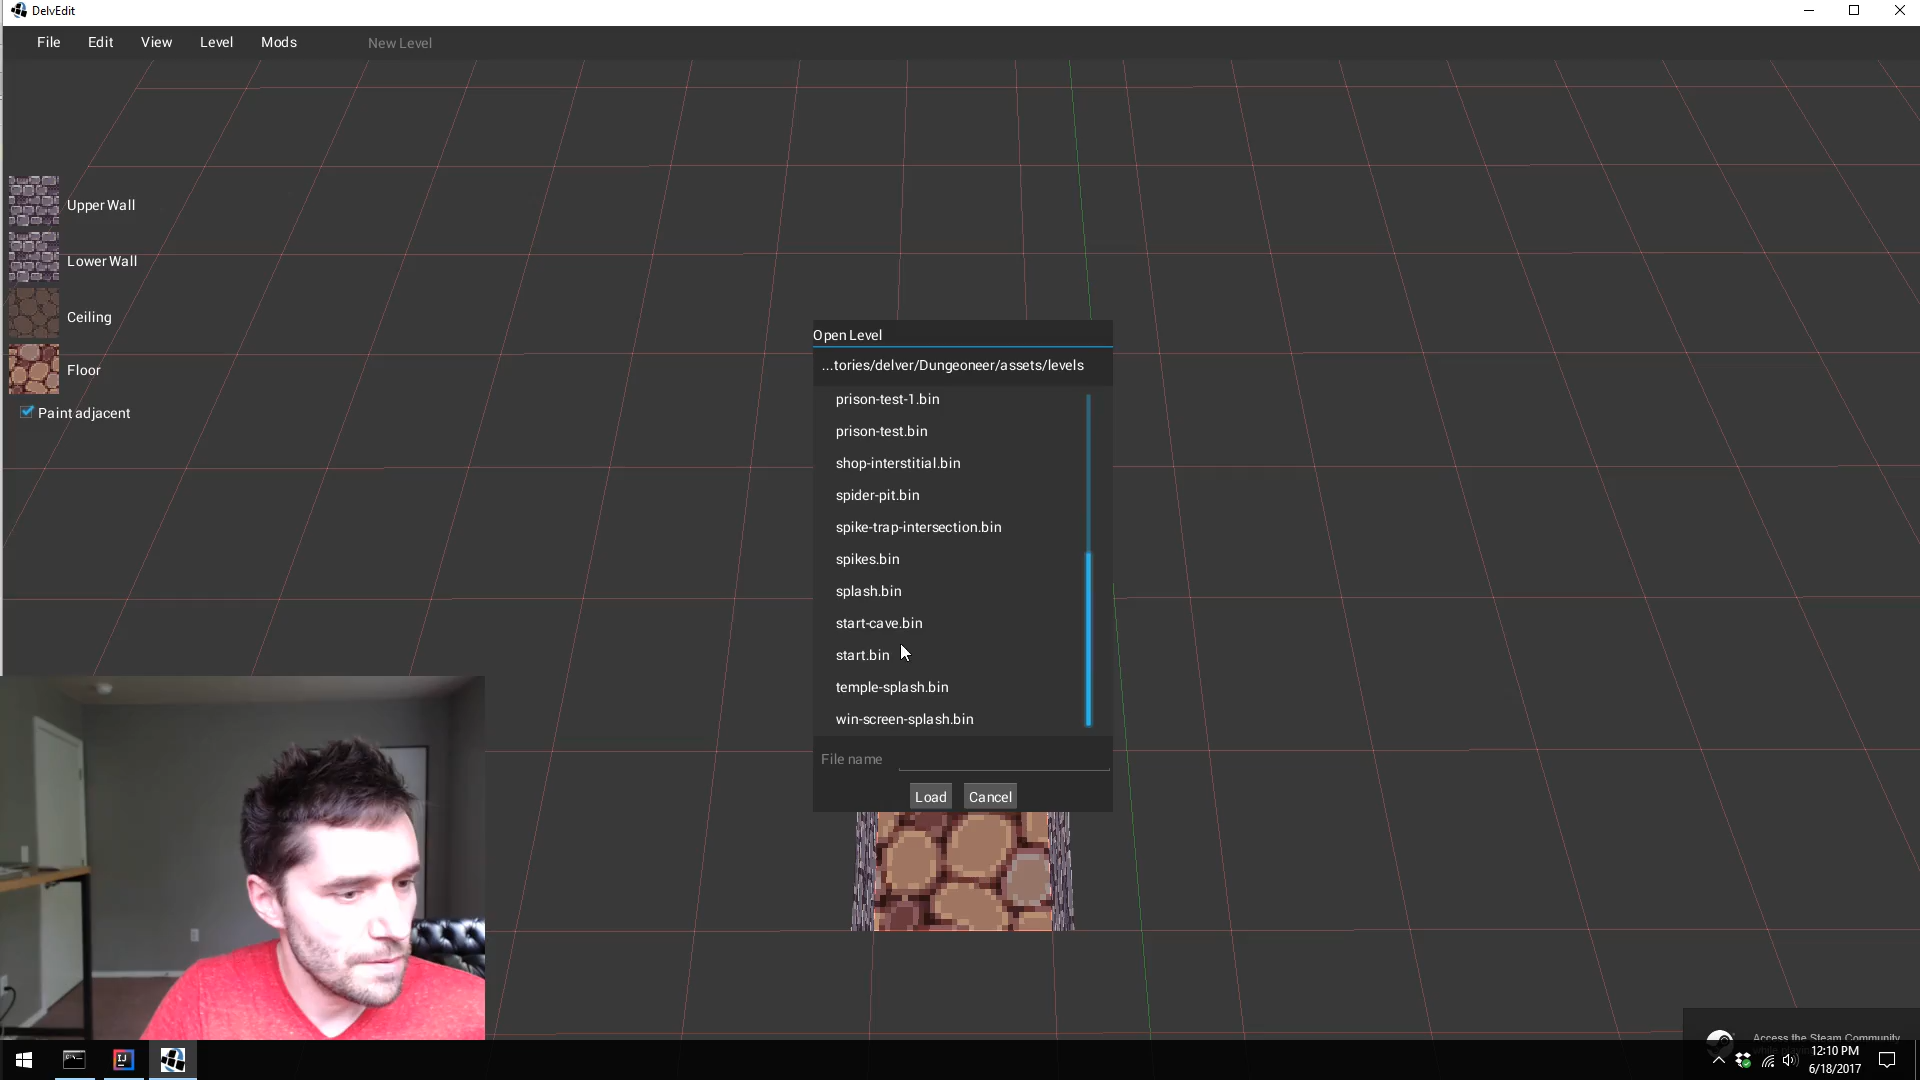 DelvEdit
File Edit View Level Mods New Level
Upper Wall
Lower Wall
Ceiling
Floor
Paint adjacent
Open Level
...tories/delver/Dungeoneer/assets/levels
prison-test-1.bin
prison-test.bin
shop-interstitial.bin
spider-pit.bin
spike-trap-intersection.bin
spikes.bin
splash.bin
start-cave.bin
start.bin
temple-splash.bin
win-screen-splash.bin
File name
Load Cancel
Access the Steam Community
12:10 PM
6/18/2017